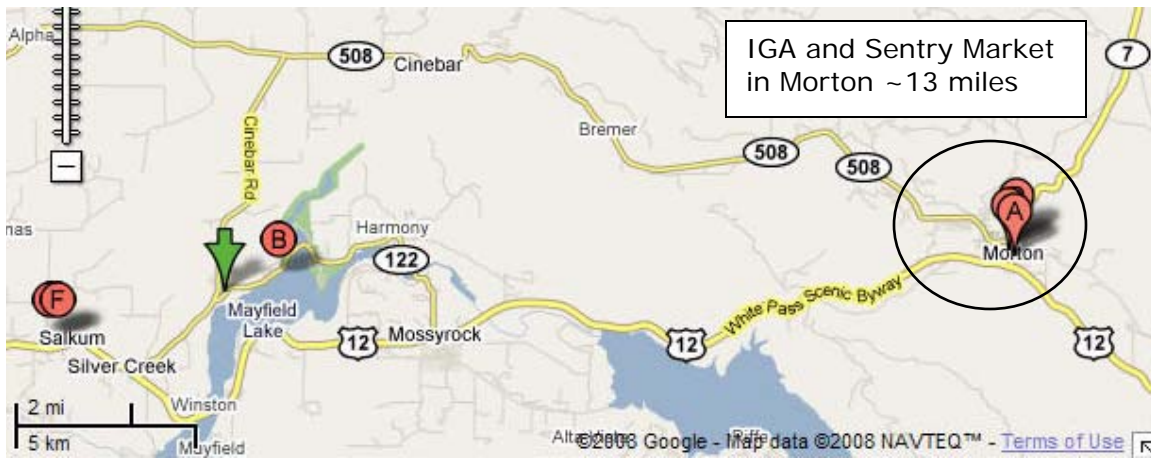 Alpha
508
Cinebar
IGA and Sentry Market
in Morton ~13 miles
7
Cinebar Rd
Bremer
508
508
nas
B
Harmony
122
A
Morton
F
Salkum
Mayfield
Lake
12
Mossyrock
12
White Pass Scenic Byway
12
Silver Creek
2 mi
Winston
5 km
Mayfield
©2008 Google - Map data ©2008 NAVTEQ™ - Terms of Use